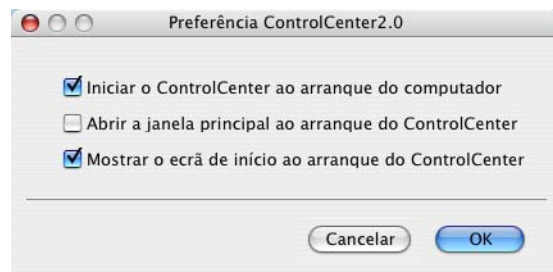 Preferência ControlCenter2.0
Iniciar o ControlCenter ao arranque do computador
Abrir a janela principal ao arranque do ControlCenter
Mostrar o ecrã de início ao arranque do ControlCenter
Cancelar
OK